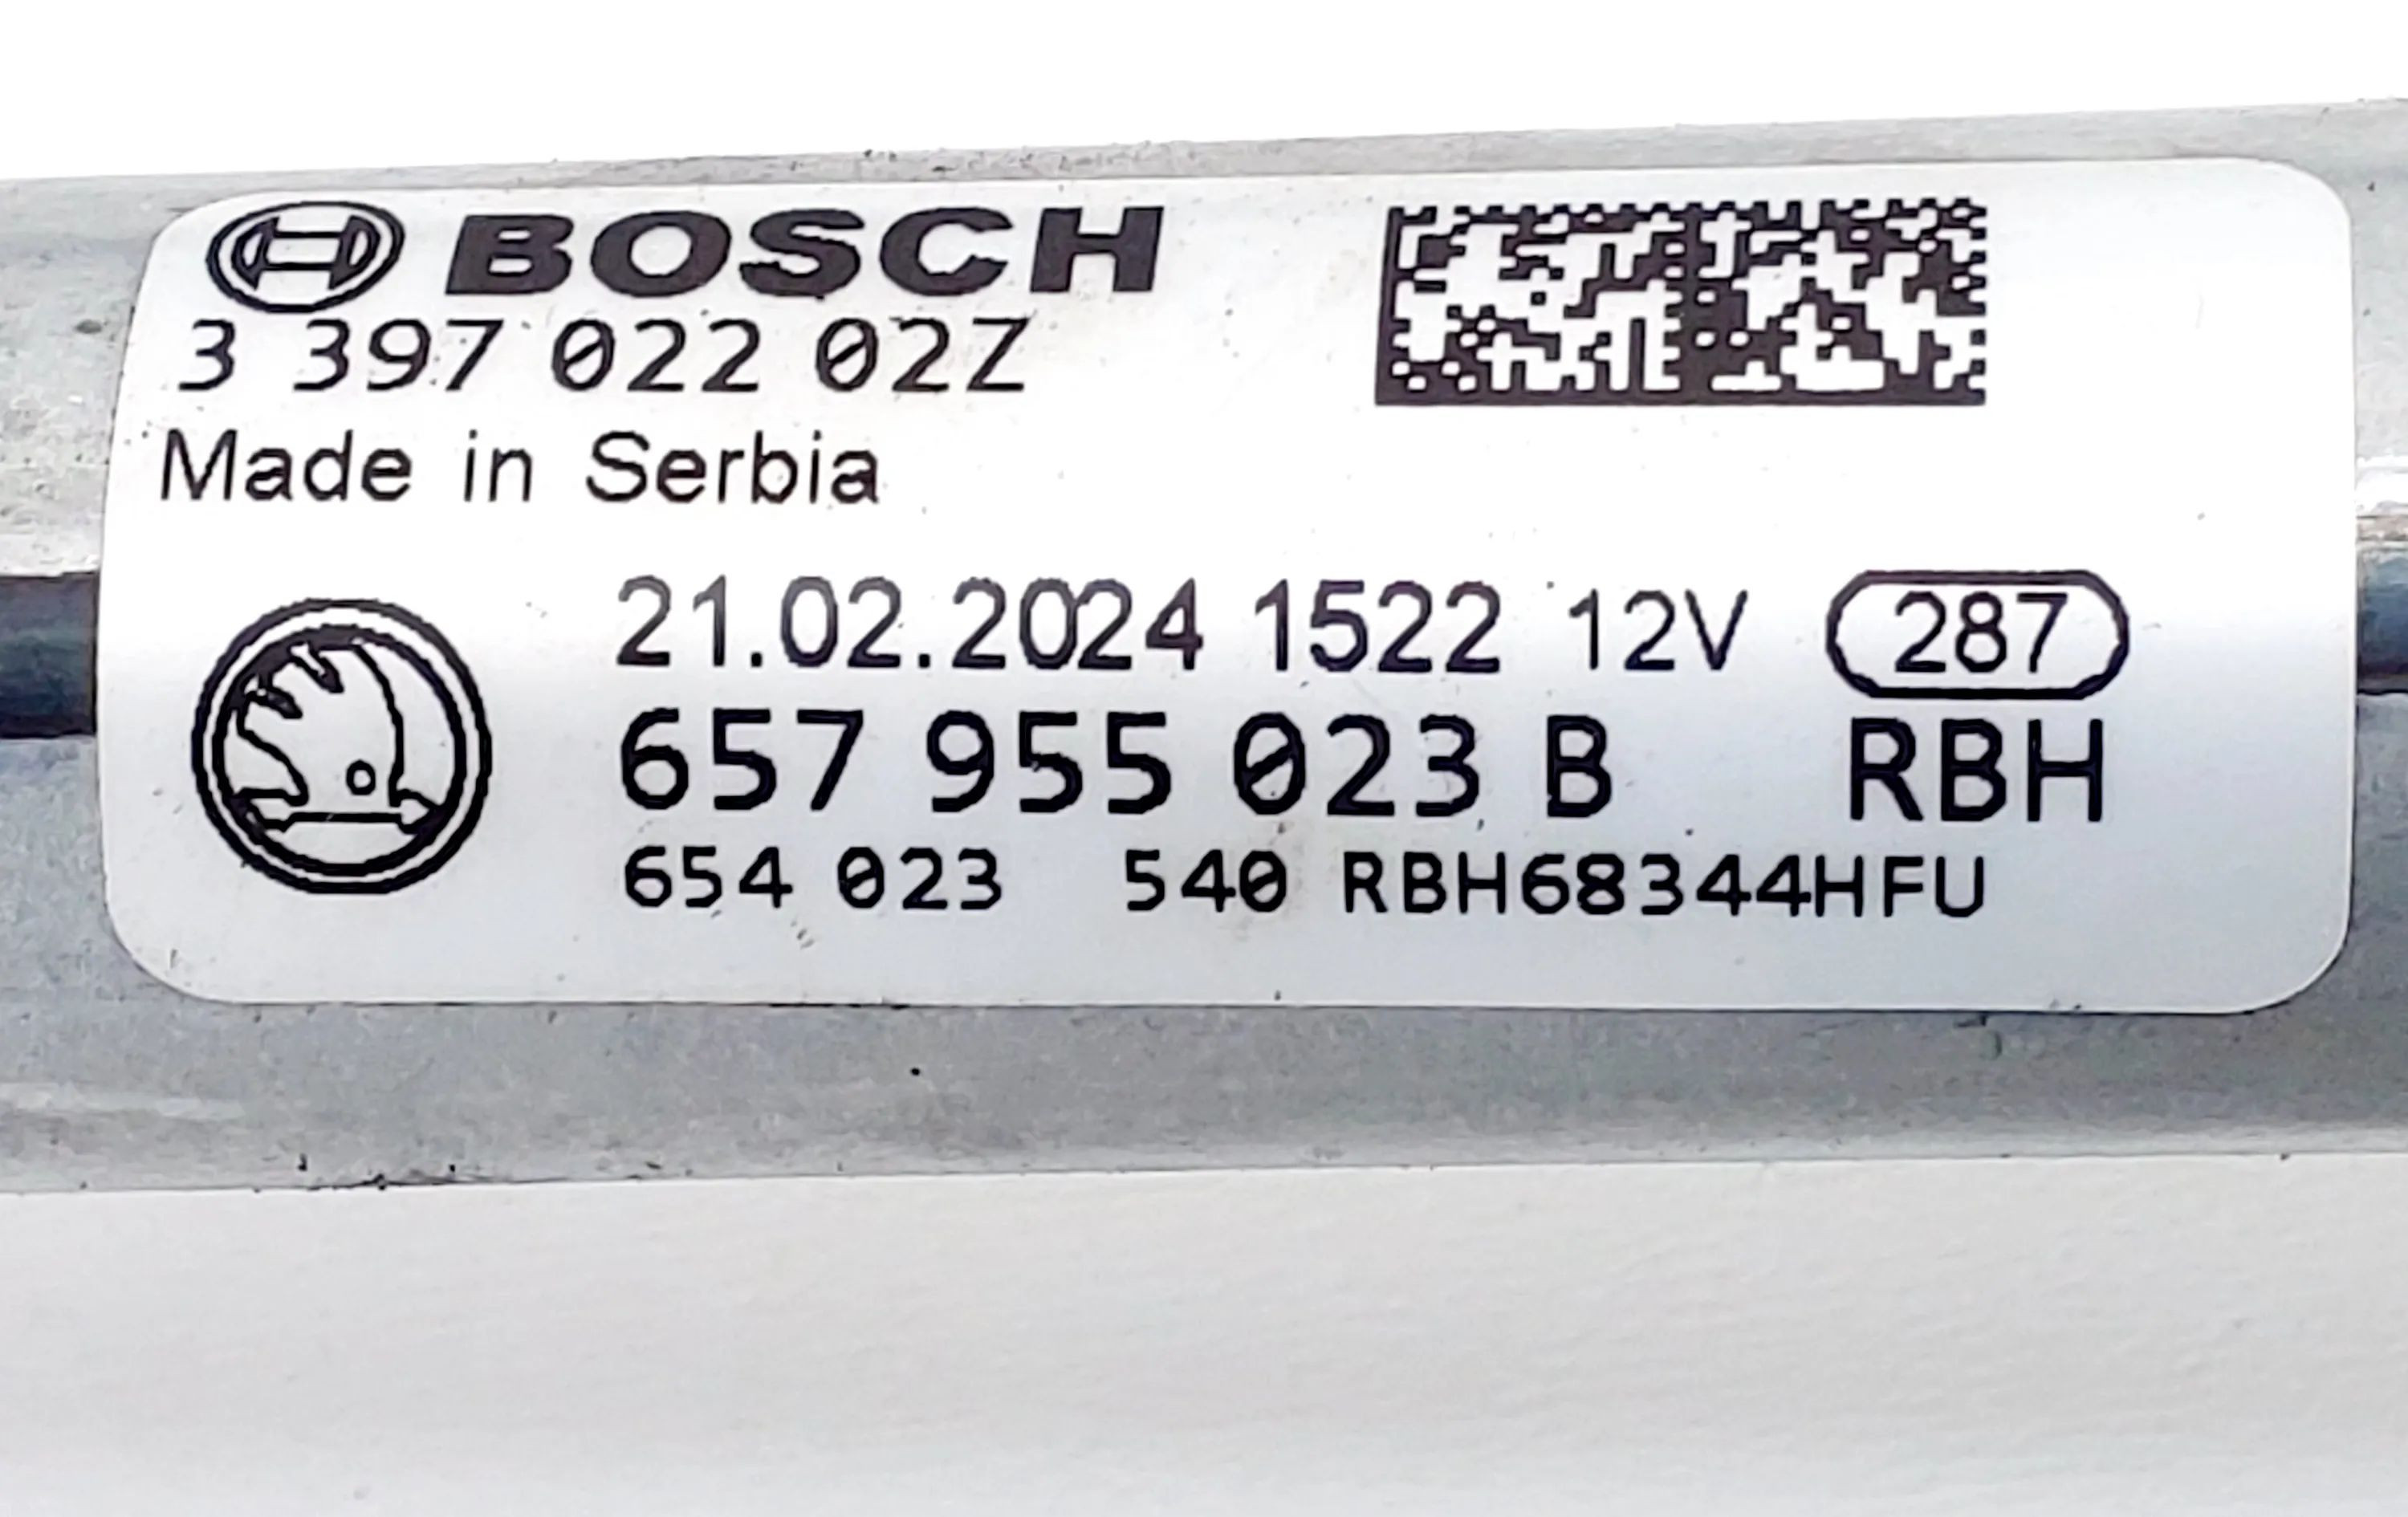 BOSCH
3 397 022 02Z
Made in Serbia
21.02.2024 1522 12V 287
657 955 023 B RBH
654 023 540 RBH68344HFU